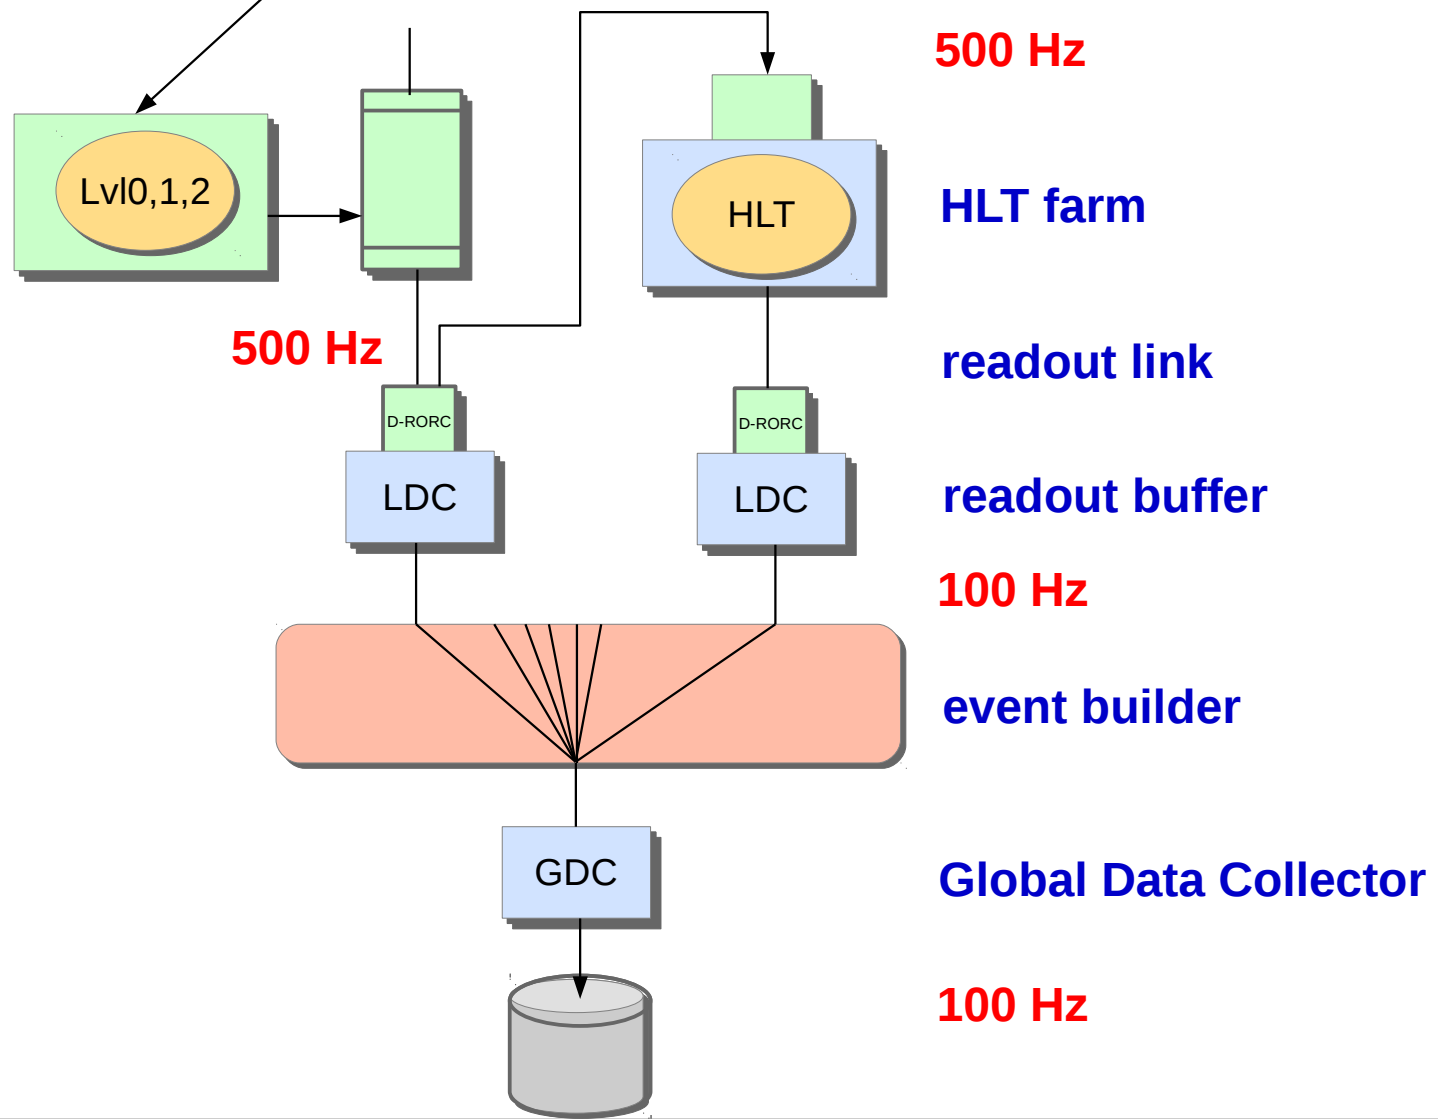 500 Hz
Lvl0,1,2
HLT
HLT farm
500 Hz
readout link
D-RORC
D-RORC
LDC
LDC
readout buffer
100 Hz
event builder
GDC
Global Data Collector
100 Hz